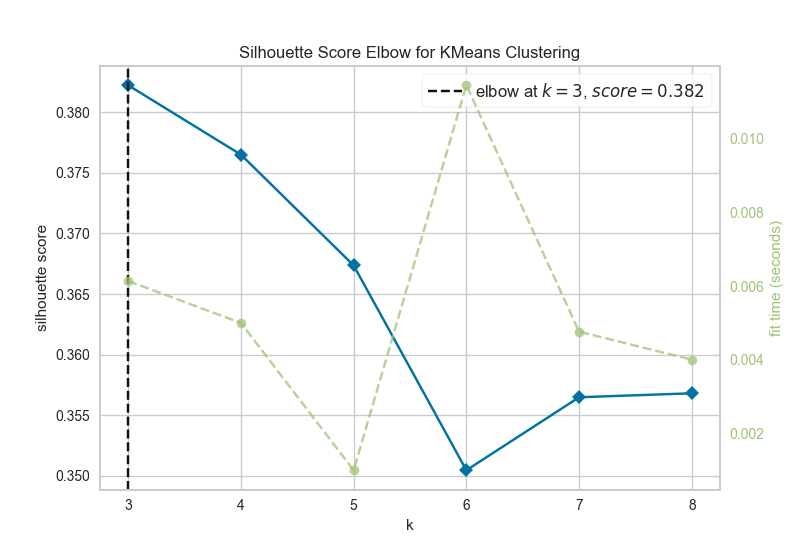 Silhouette Score Elbow for KMeans Clustering
elbow at k = 3, score = 0.382
silhouette score
0.380
0.375
0.370
0.365
0.360
0.355
0.350
0.010
0.008
0.006
0.004
0.002
fit time (seconds)
3 4 5 6 7 8
k